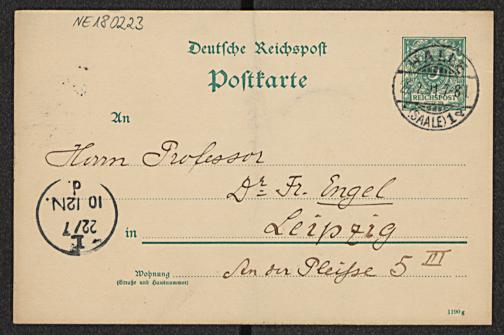 NE180223
Deutsche Reichspost
Postkarte
REICHSPOST
HALLE
(SAALE) 1
An
Herrn Professor
Dr. Fr. Engel
in Leipzig
Wohnung An der Pleiße 5 III
(Straße und Hausnummer)
22/7
10 12N.
d.
1190 g